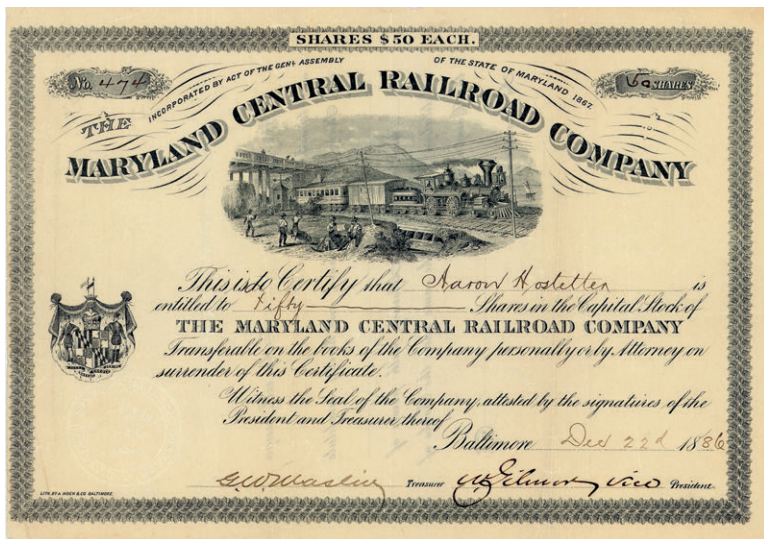 SHARES $50 EACH.
No. 474
INCORPORATED BY ACT OF THE GENL ASSEMBLY OF THE STATE OF MARYLAND 1867.
50 SHARES
THE
MARYLAND CENTRAL RAILROAD COMPANY
This is to Certify that Aaron Hostetter is
entitled to Fifty Shares in the Capital Stock of
THE MARYLAND CENTRAL RAILROAD COMPANY
Transferable on the books of the Company personally or by Attorney on
surrender of this Certificate.
Witness the Seal of the Company, attested by the signatures of the
President and Treasurer thereof
Baltimore Dec 22d 1886
G.W. Maslin Treasurer W. Gilmor Vice President.
LITH. BY A. HOEN & CO. BALTIMORE.